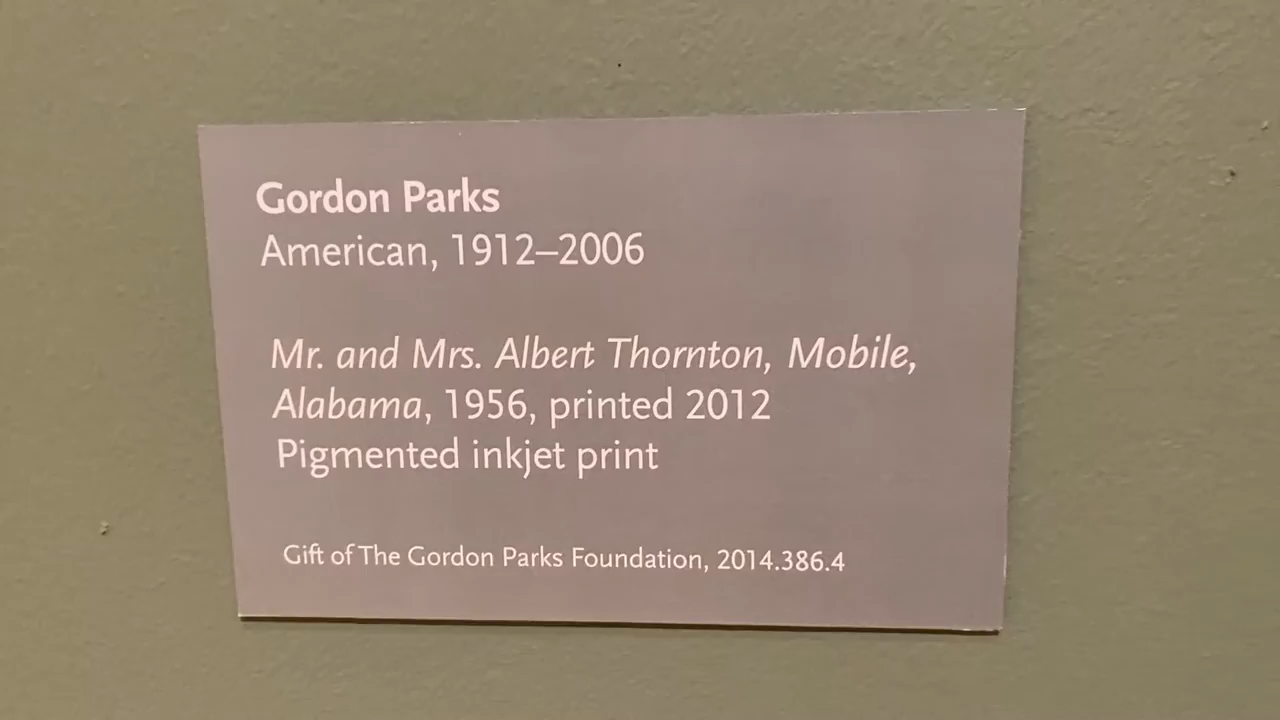 Gordon Parks
American, 1912–2006
Mr. and Mrs. Albert Thornton, Mobile,
Alabama, 1956, printed 2012
Pigmented inkjet print
Gift of The Gordon Parks Foundation, 2014.386.4